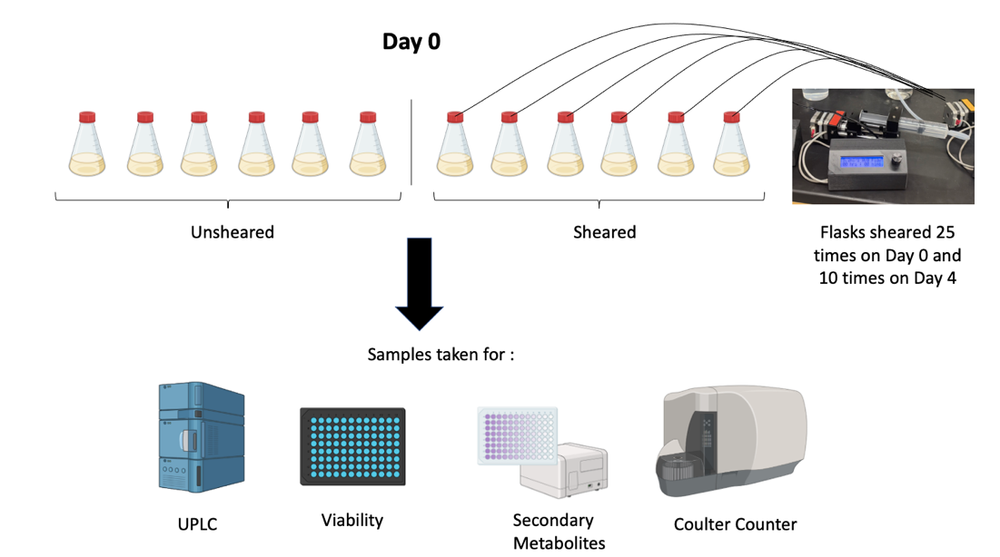 Day 0
Unsheared
Sheared
Flasks sheared 25
times on Day 0 and
10 times on Day 4
Samples taken for :
UPLC
Viability
Secondary
Metabolites
Coulter Counter